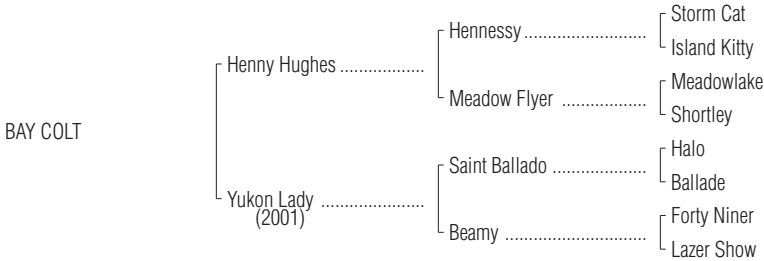 Storm Cat
Hennessy ............................
Island Kitty
Henny Hughes ..................
Meadowlake
Meadow Flyer ...................
Shortley
BAY COLT
Halo
Saint Ballado .....................
Ballade
Yukon Lady ......................
(2001)
Forty Niner
Beamy ................................
Lazer Show